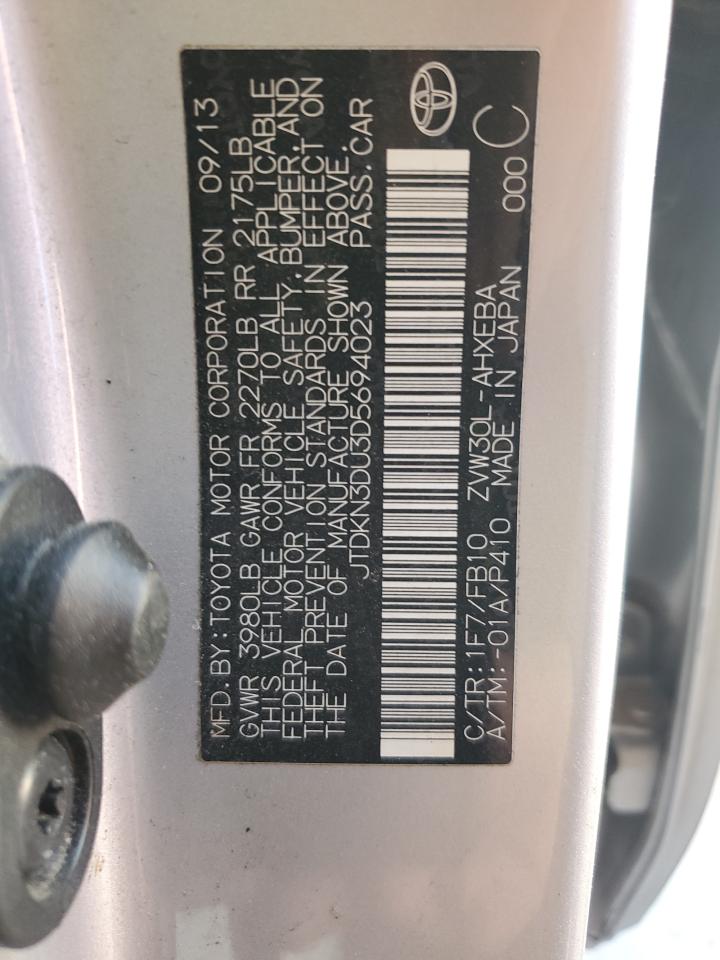 MFD. BY: TOYOTA MOTOR CORPORATION 09/13
GVWR 3980LB GAWR FR 2270LB RR 2175LB
THIS VEHICLE CONFORMS TO ALL APPLICABLE
FEDERAL MOTOR VEHICLE SAFETY, BUMPER, AND
THEFT PREVENTION STANDARDS IN EFFECT ON
THE DATE OF MANUFACTURE SHOWN ABOVE.
JTDKN3DU3D5694023 PASS. CAR
C/TR: 1F7/FB10 ZVW30L-AHXEBA
A/TM: -01A/P410 MADE IN JAPAN 000 C